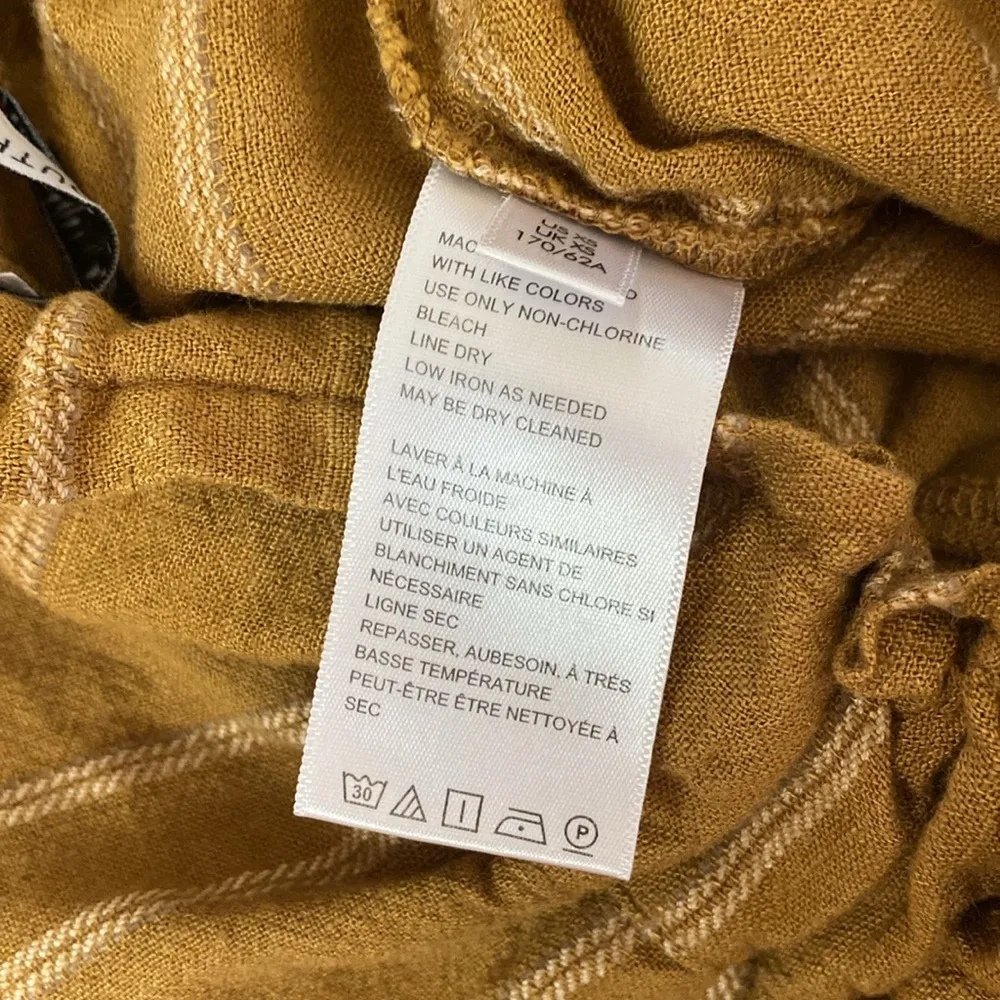 US XS
UK XS
170/62A
WITH LIKE COLORS
USE ONLY NON-CHLORINE
BLEACH
LINE DRY
LOW IRON AS NEEDED
MAY BE DRY CLEANED
LAVER À LA MACHINE À
L'EAU FROIDE
AVEC COULEURS SIMILAIRES
UTILISER UN AGENT DE
BLANCHIMENT SANS CHLORE SI
NÉCESSAIRE
LIGNE SEC
REPASSER, AUBESOIN, À TRÈS
BASSE TEMPÉRATURE
PEUT-ÊTRE ÊTRE NETTOYÉE À
SEC
30
P